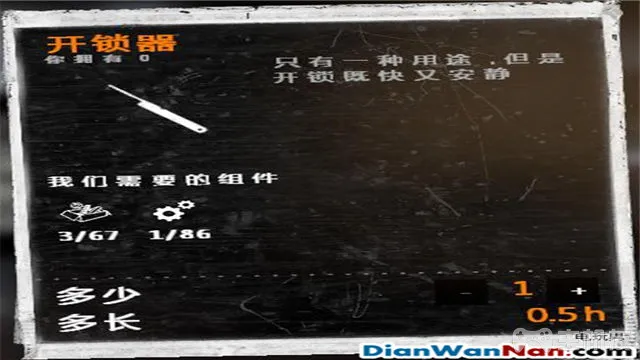 开锁器
你拥有 0
只有一种用途,但是
开锁既快又安静
我们需要的组件
3/67 1/86
多少 - 1 +
多长 0.5h
DianWanNan.com